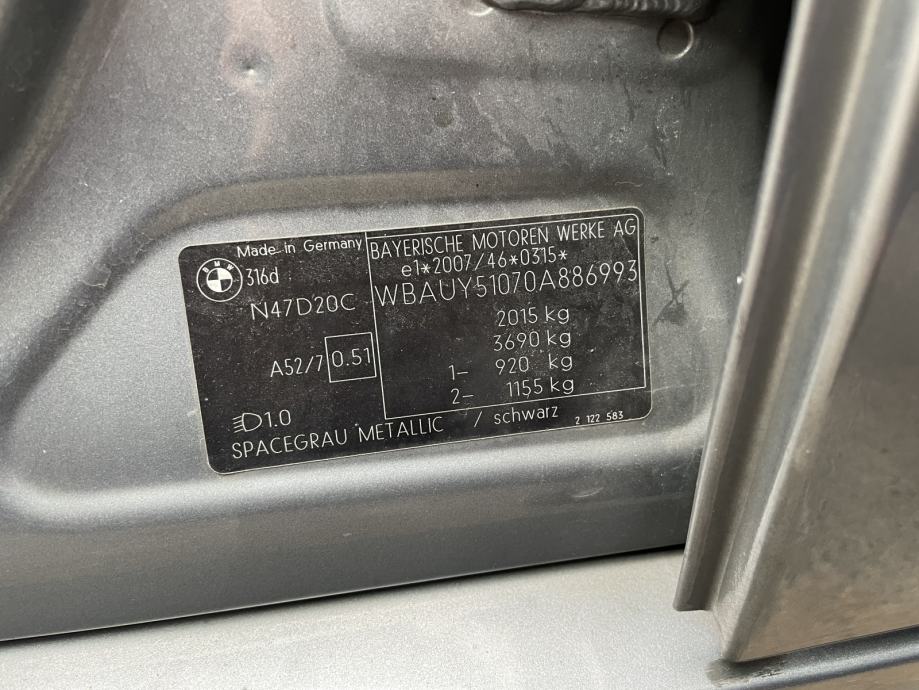 Made in Germany
BMW
316d
N47D20C
A52/7 0.51
1.0
SPACEGRAU METALLIC / schwarz
BAYERISCHE MOTOREN WERKE AG
e1*2007/46*0315*
WBAUY51070A886993
2015 kg
3690 kg
1- 920 kg
2- 1155 kg
2 122 583